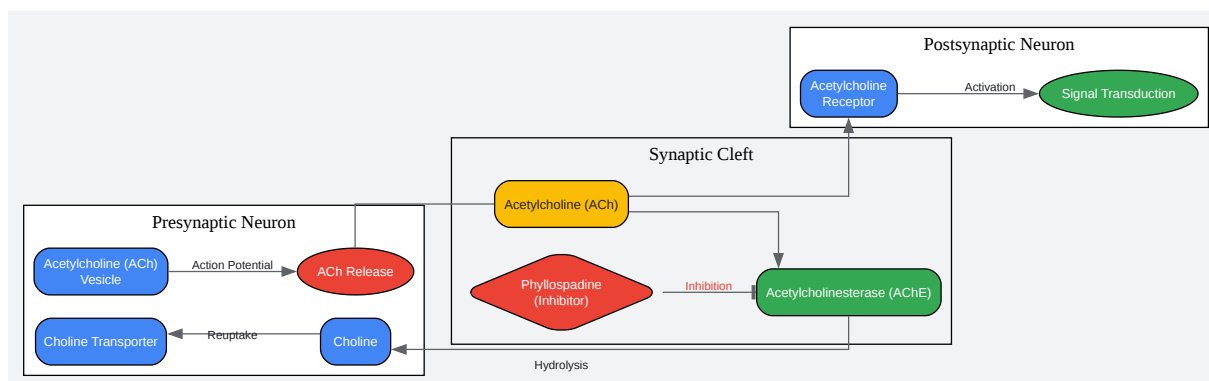 Postsynaptic Neuron
Acetylcholine
Receptor
Activation
Signal Transduction
Synaptic Cleft
Acetylcholine (ACh)
Phyllospadine
(Inhibitor)
Inhibition
Acetylcholinesterase (AChE)
Presynaptic Neuron
Acetylcholine (ACh)
Vesicle
Action Potential
ACh Release
Choline Transporter
Reuptake
Choline
Hydrolysis